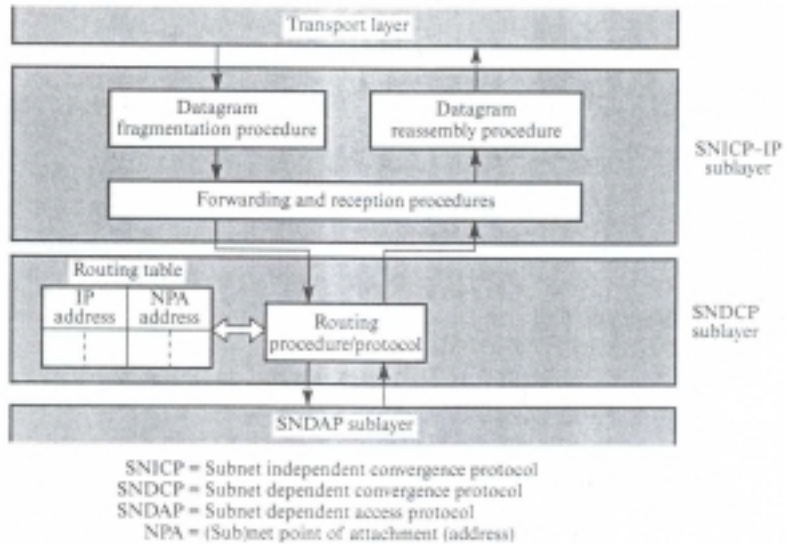 Transport layer
Datagram
fragmentation procedure
Datagram
reassembly procedure
SNICP–IP
sublayer
Forwarding and reception procedures
Routing table
IP
address
NPA
address
Routing
procedure/protocol
SNDCP
sublayer
SNDAP sublayer
SNICP = Subnet independent convergence protocol
SNDCP = Subnet dependent convergence protocol
SNDAP = Subnet dependent access protocol
NPA = (Sub)net point of attachment (address)